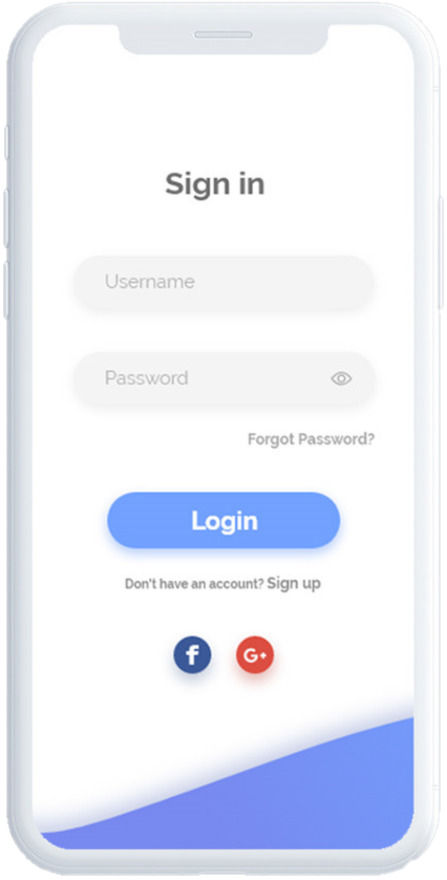 Sign in
Username
Password
Forgot Password?
Login
Don't have an account? Sign up
f G+